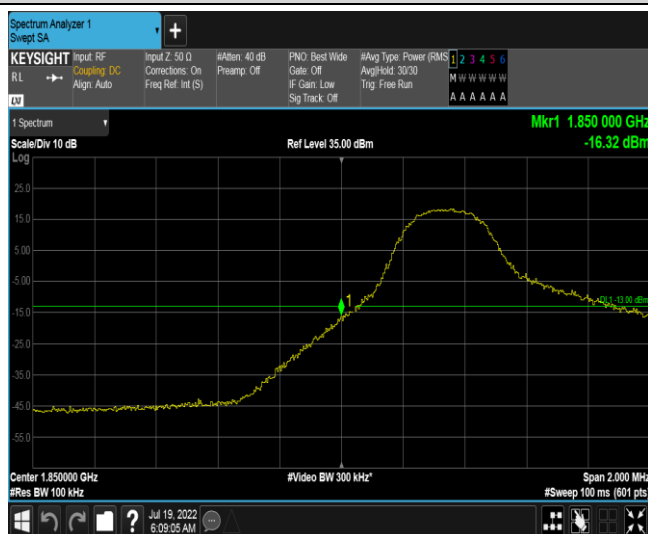 Spectrum Analyzer 1
Swept SA
+
KEYSIGHT
RL
Input: RF
Coupling: DC
Align: Auto
Input Z: 50 Ω
Corrections: On
Freq Ref: Int (S)
#Atten: 40 dB
Preamp: Off
PNO: Best Wide
Gate: Off
IF Gain: Low
Sig Track: Off
#Avg Type: Power (RMS
Avg|Hold: 30/30
Trig: Free Run
1 2 3 4 5 6
M W W W W W
A A A A A A
LXI
1 Spectrum
Scale/Div 10 dB
Ref Level 35.00 dBm
Mkr1 1.850 000 GHz
-16.32 dBm
Log
25.0
15.0
5.00
-5.00
DL1 -13.00 dBm
1
-15.0
-25.0
-35.0
-45.0
-55.0
Center 1.850000 GHz
#Video BW 300 kHz*
Span 2.000 MHz
#Res BW 100 kHz
#Sweep 100 ms (601 pts)
?
Jul 19, 2022
6:09:05 AM